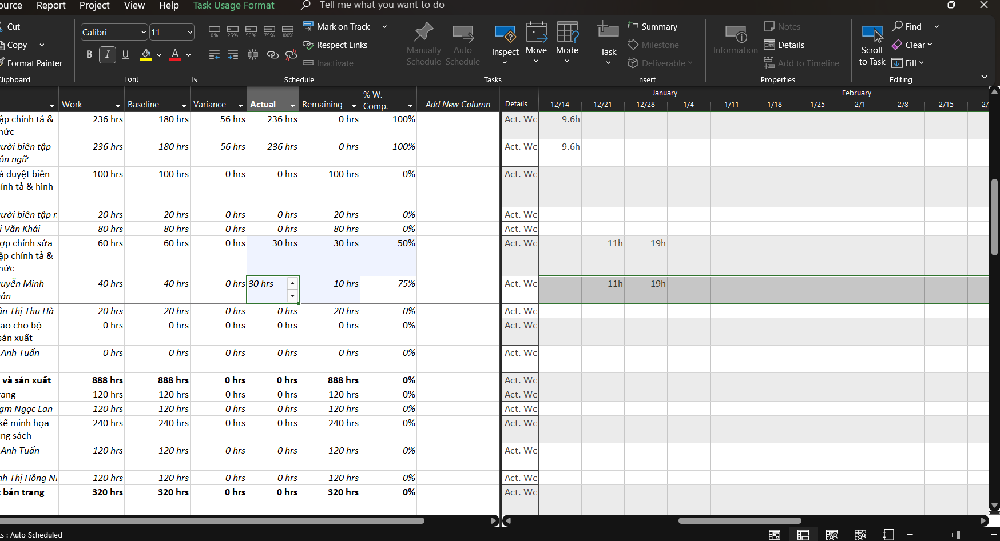 Report Project View Help Task Usage Format Tell me what you want to do
Cut
Copy
Format Painter
Calibri 11
B I U A
Font
0% 25% 50% 75% 100%
Mark on Track
Respect Links
Inactivate
Schedule
Manually Schedule
Auto Schedule
Inspect
Move
Mode
Tasks
Task
Summary
Milestone
Deliverable
Insert
Information
Notes
Details
Add to Timeline
Properties
Scroll to Task
Find
Clear
Fill
Editing
Work Baseline Variance Actual Remaining % W. Comp. Add New Column Details
January February
12/14 12/21 12/28 1/4 1/11 1/18 1/25 2/1 2/8 2/15 2/
ập chính tả & 236 hrs 180 hrs 56 hrs 236 hrs 0 hrs 100% Act. Wc 9.6h
ười biên tập 236 hrs 180 hrs 56 hrs 236 hrs 0 hrs 100% Act. Wc 9.6h
ôn ngữ
duyệt biên 100 hrs 100 hrs 0 hrs 0 hrs 100 hrs 0% Act. Wc
ính tả & hình
ười biên tập 20 hrs 20 hrs 0 hrs 0 hrs 20 hrs 0% Act. Wc
i Văn Khải 80 hrs 80 hrs 0 hrs 0 hrs 80 hrs 0% Act. Wc
ợp chỉnh sửa 60 hrs 60 hrs 0 hrs 30 hrs 30 hrs 50% Act. Wc 11h 19h
ập chính tả &
uyễn Minh 40 hrs 40 hrs 0 hrs 30 hrs 10 hrs 75% Act. Wc 11h 19h
ân
ần Thị Thu Hà 20 hrs 20 hrs 0 hrs 0 hrs 20 hrs 0% Act. Wc
ao cho bộ 0 hrs 0 hrs 0 hrs 0 hrs 0 hrs 0% Act. Wc
sản xuất
Anh Tuấn 0 hrs 0 hrs 0 hrs 0 hrs 0 hrs 0% Act. Wc
và sản xuất 888 hrs 888 hrs 0 hrs 0 hrs 888 hrs 0% Act. Wc
rang 120 hrs 120 hrs 0 hrs 0 hrs 120 hrs 0% Act. Wc
ạm Ngọc Lan 120 hrs 120 hrs 0 hrs 0 hrs 120 hrs 0% Act. Wc
kế minh họa 240 hrs 240 hrs 0 hrs 0 hrs 240 hrs 0% Act. Wc
ng sách
Anh Tuấn 120 hrs 120 hrs 0 hrs 0 hrs 120 hrs 0% Act. Wc
nh Thị Hồng 120 hrs 120 hrs 0 hrs 0 hrs 120 hrs 0% Act. Wc
bản trang 320 hrs 320 hrs 0 hrs 0 hrs 320 hrs 0% Act. Wc
s : Auto Scheduled